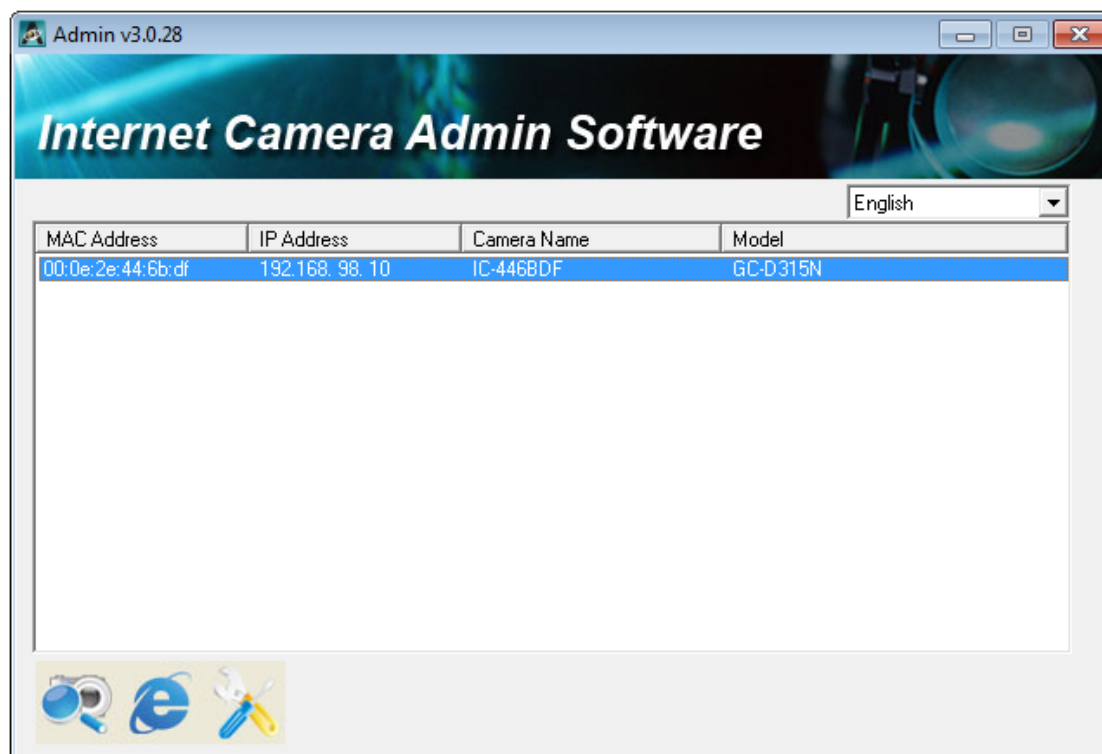 Admin v3.0.28
Internet Camera Admin Software
English
MAC Address IP Address Camera Name Model
00:0e:2e:44:6b:df 192.168. 98. 10 IC-446BDF GC-D315N